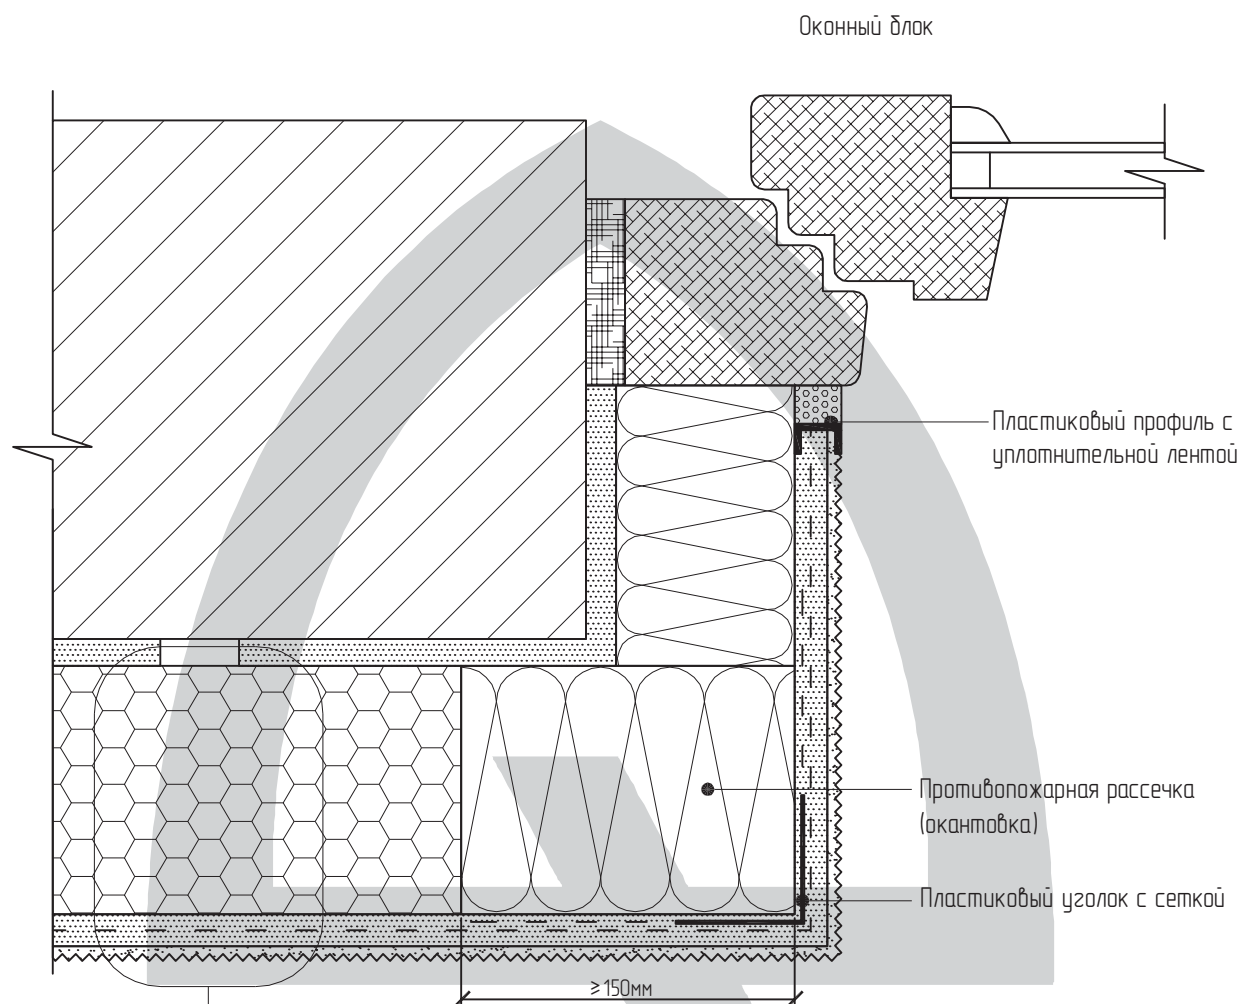 Оконный блок
Пластиковый профиль с
уплотнительной лентой
Противопожарная рассечка
(окантовка)
Пластиковый уголок с сеткой
≥150мм